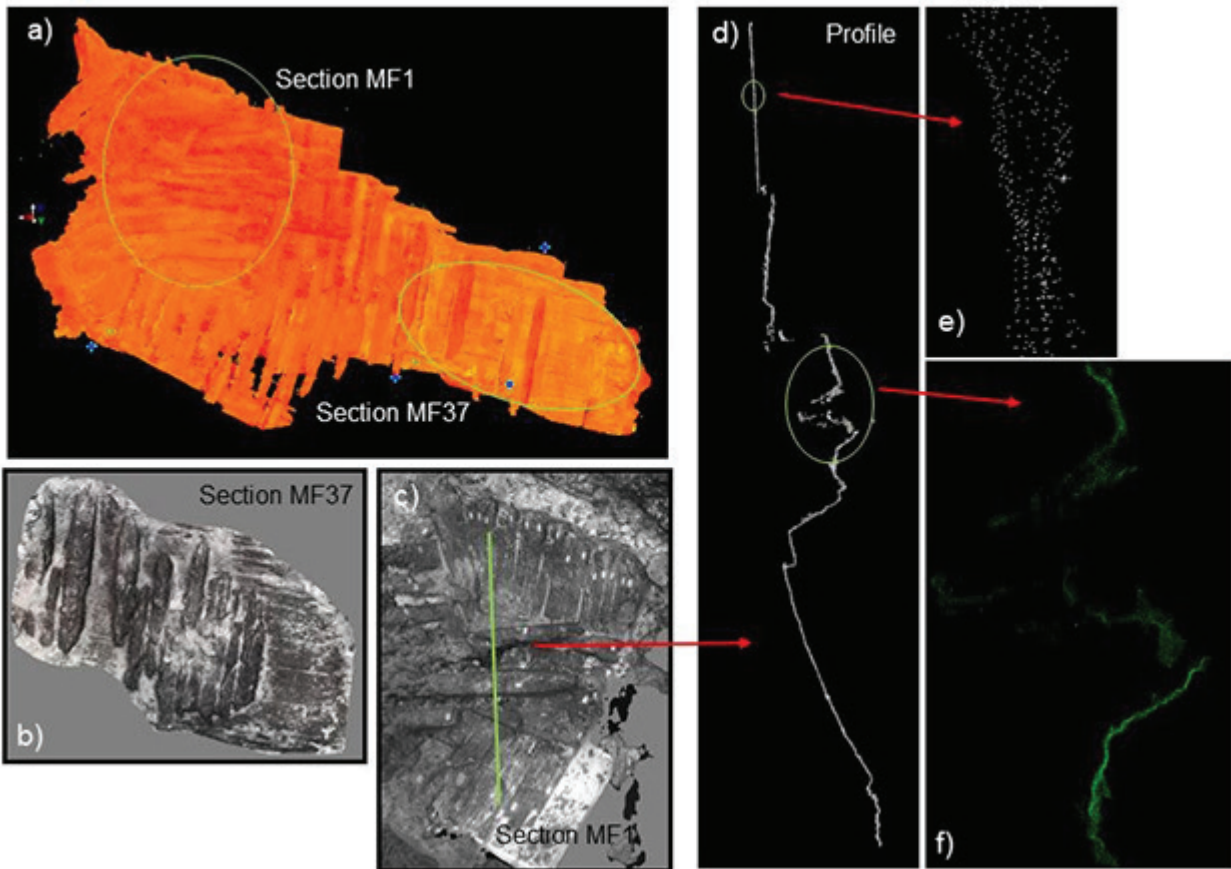 a)
Section MF1
Section MF37
b)
Section MF37
c)
Section MF1
d)
Profile
e)
f)